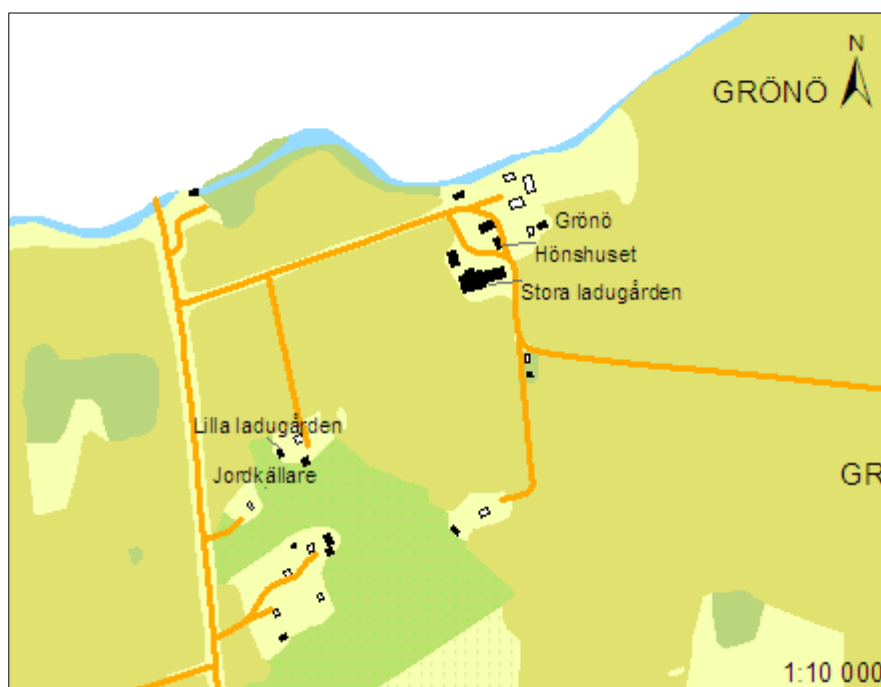 N
GRÖNÖ
Grönö
Hönshuset
Stora ladugården
Lilla ladugården
Jordkällare
GR
1:10 000